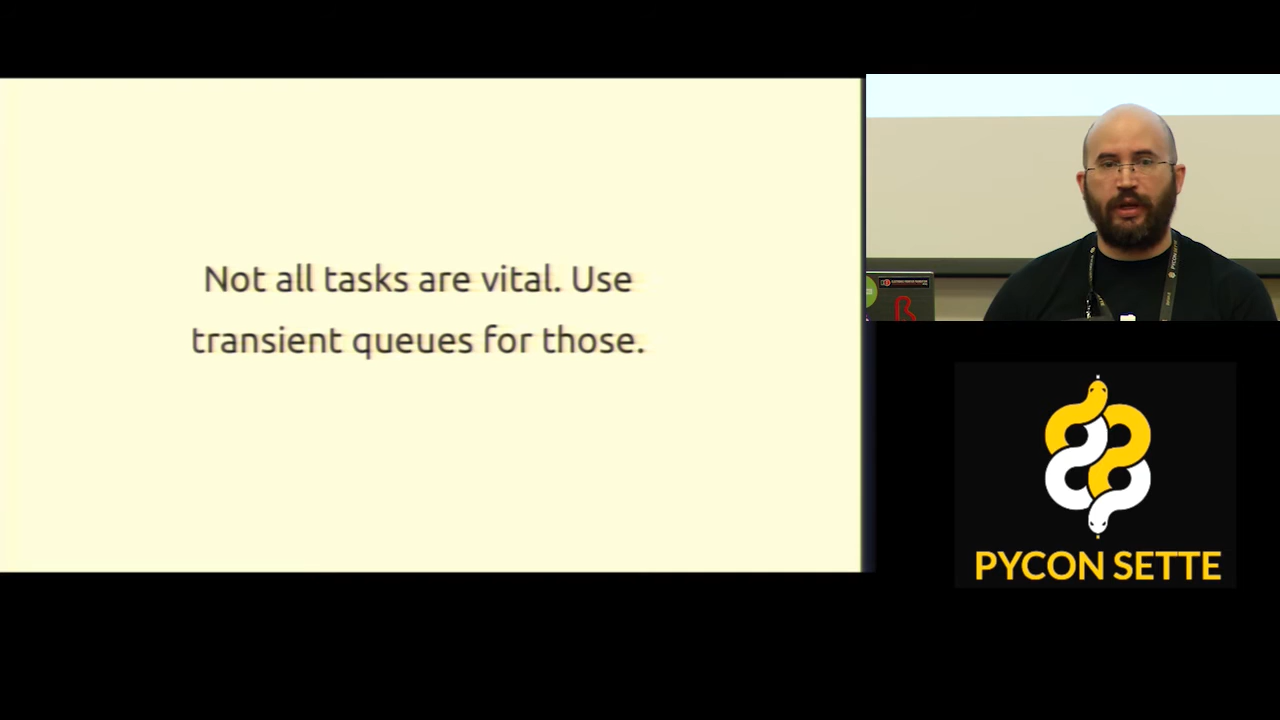 Not all tasks are vital. Use
transient queues for those.
PYCON SETTE